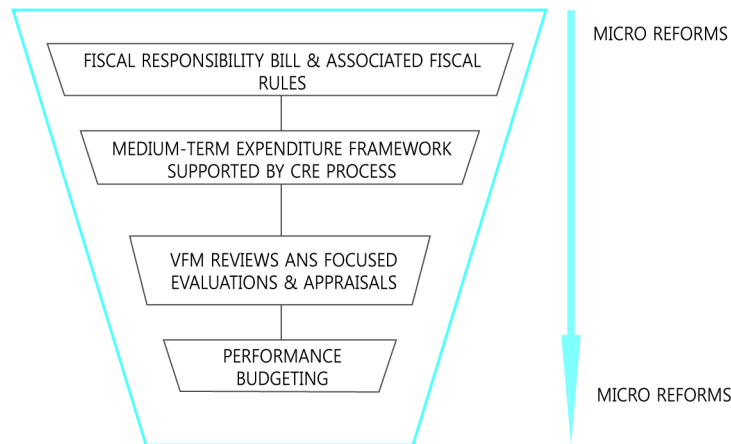 MICRO REFORMS
FISCAL RESPONSIBILITY BILL & ASSOCIATED FISCAL
RULES
MEDIUM-TERM EXPENDITURE FRAMEWORK
SUPPORTED BY CRE PROCESS
VFM REVIEWS ANS FOCUSED
EVALUATIONS & APPRAISALS
PERFORMANCE
BUDGETING
MICRO REFORMS